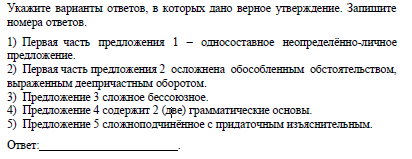 Укажите варианты ответов, в которых дано верное утверждение. Запишите
номера ответов.
1) Первая часть предложения 1 – односоставное неопределённо-личное
предложение.
2) Первая часть предложения 2 осложнена обособленным обстоятельством,
выраженным деепричастным оборотом.
3) Предложение 3 сложное бессоюзное.
4) Предложение 4 содержит 2 (две) грамматические основы.
5) Предложение 5 сложноподчинённое с придаточным изъяснительным.
Ответ:________________________.